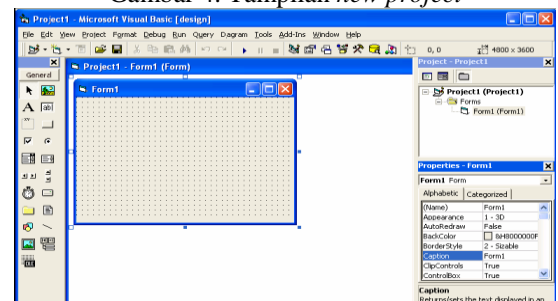 Gambar 4. Tampilan new project
Project1 - Microsoft Visual Basic [design]
File Edit View Project Format Debug Run Query Diagram Tools Add-Ins Window Help
0, 0 4800 x 3600
General
Project1 - Form1 (Form)
Form1
Project - Project1
Project1 (Project1)
Forms
Form1 (Form1)
Properties - Form1
Form1 Form
Alphabetic Categorized
(Name) Form1
Appearance 1 - 3D
AutoRedraw False
BackColor &H8000000F
BorderStyle 2 - Sizable
Caption Form1
ClipControls True
ControlBox True
Caption
Returns/sets the text displayed in an